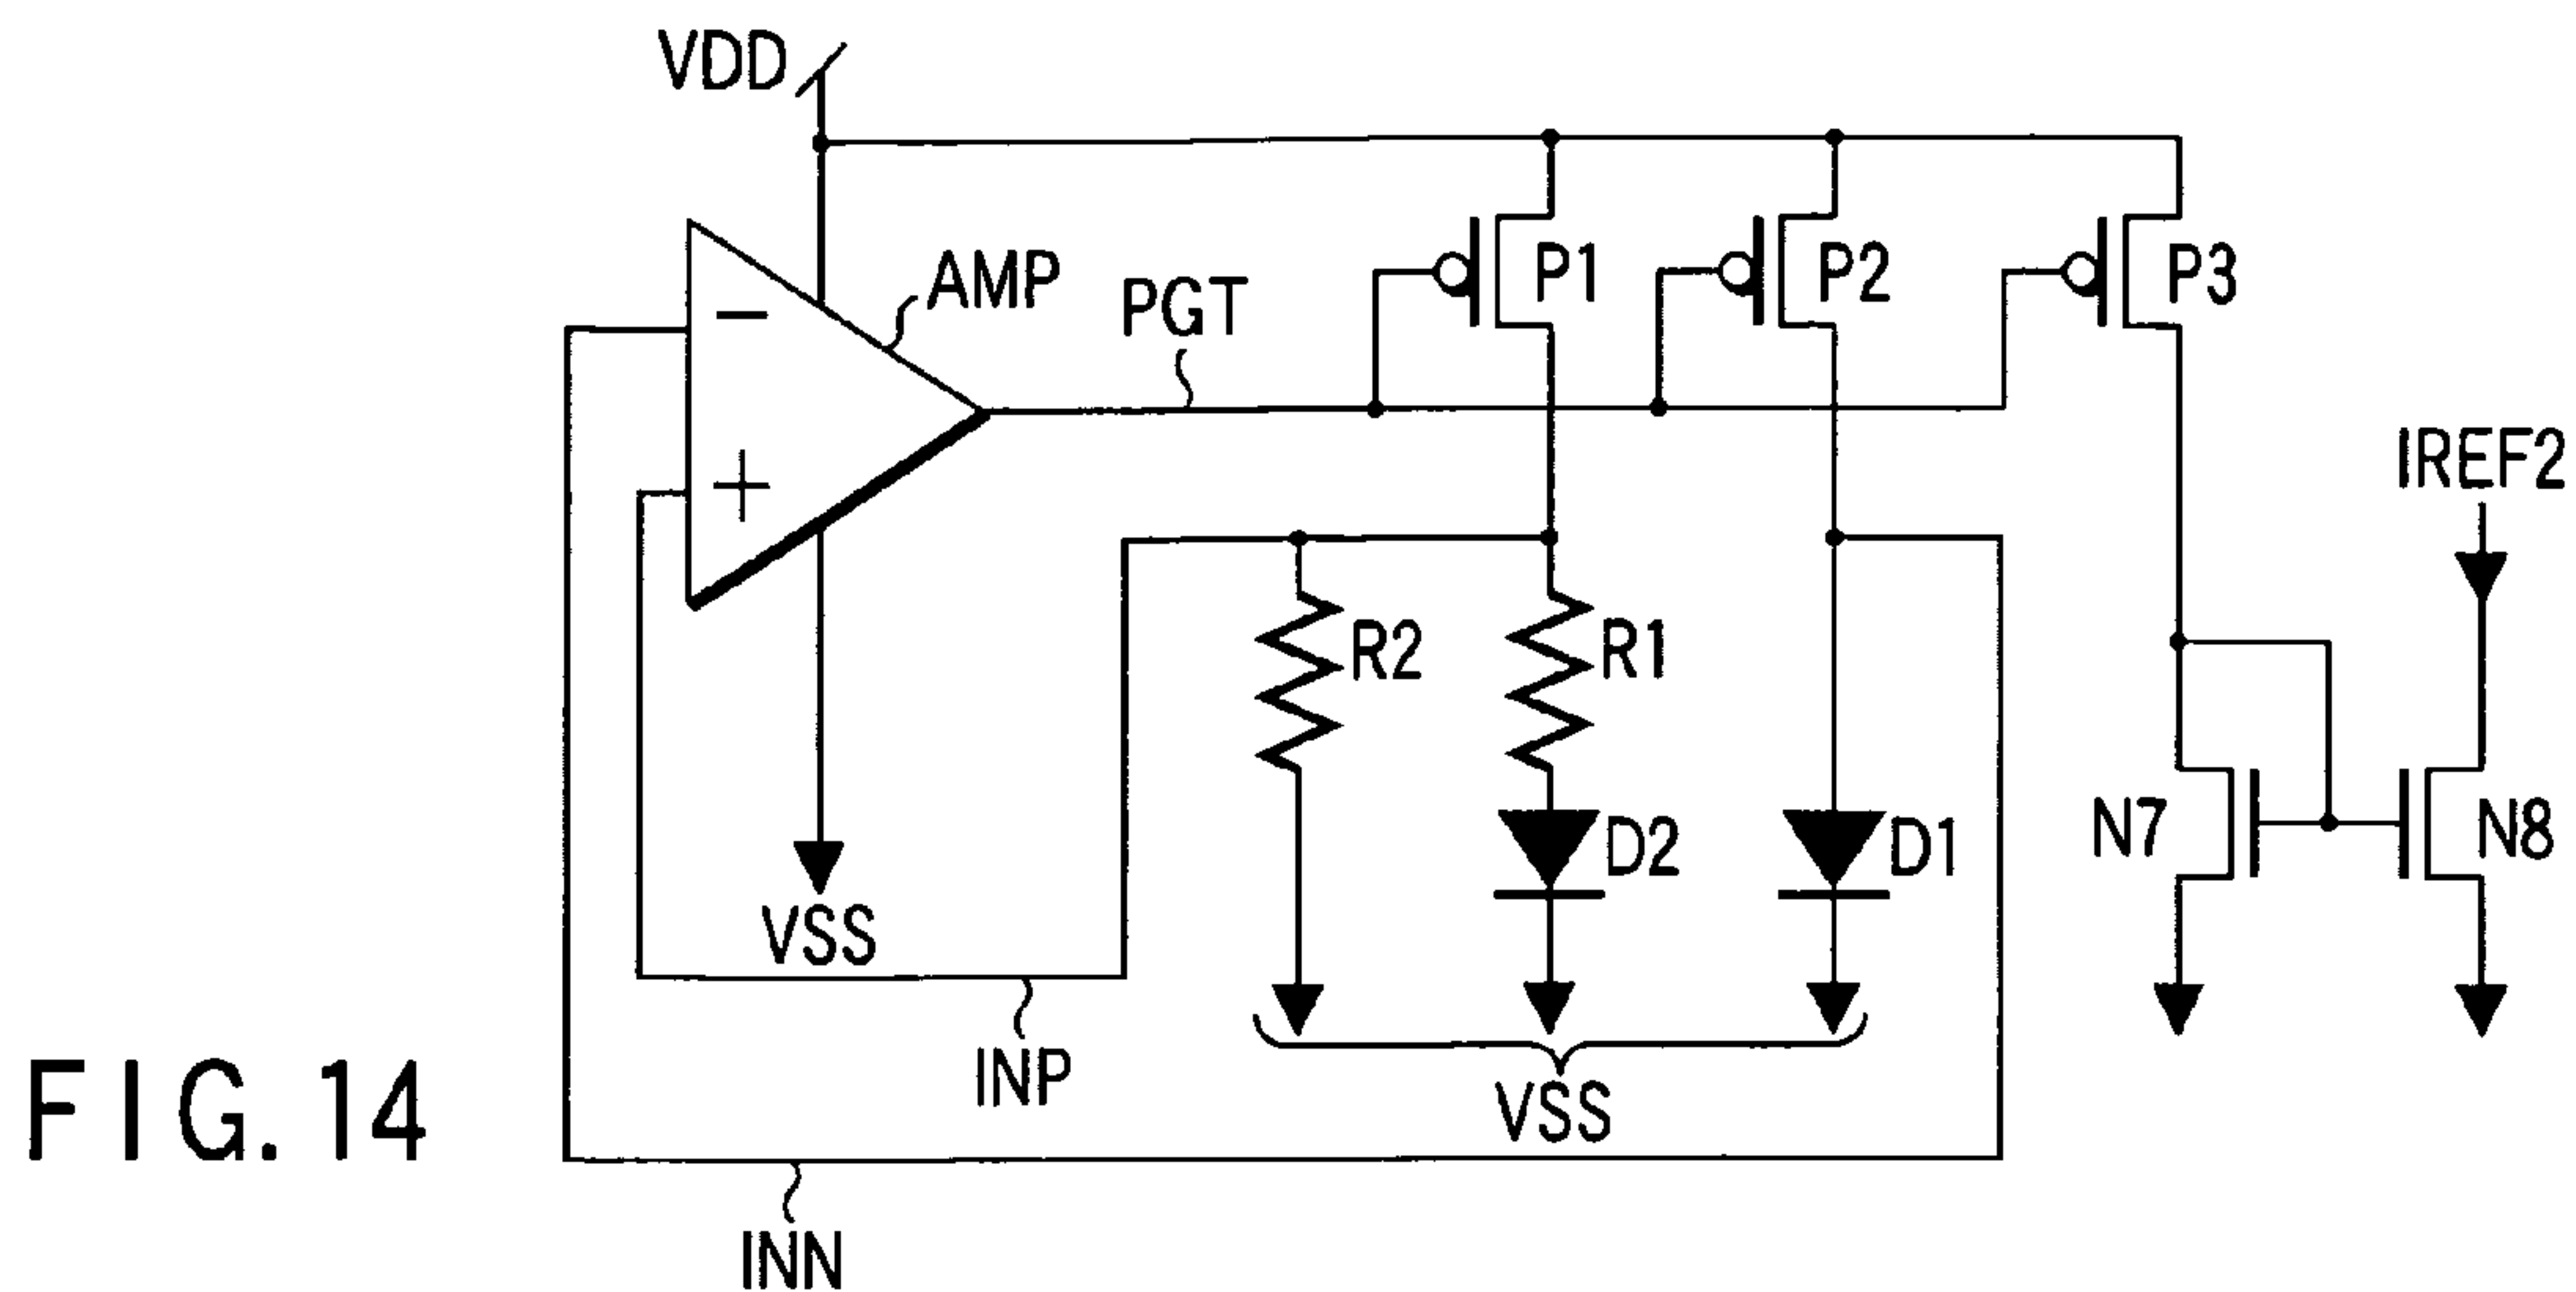 VDD
AMP
PGT
P1
P2
P3
−
+
IREF2
R2
R1
D2
D1
N7
N8
VSS
INP
VSS
INN
FIG. 14